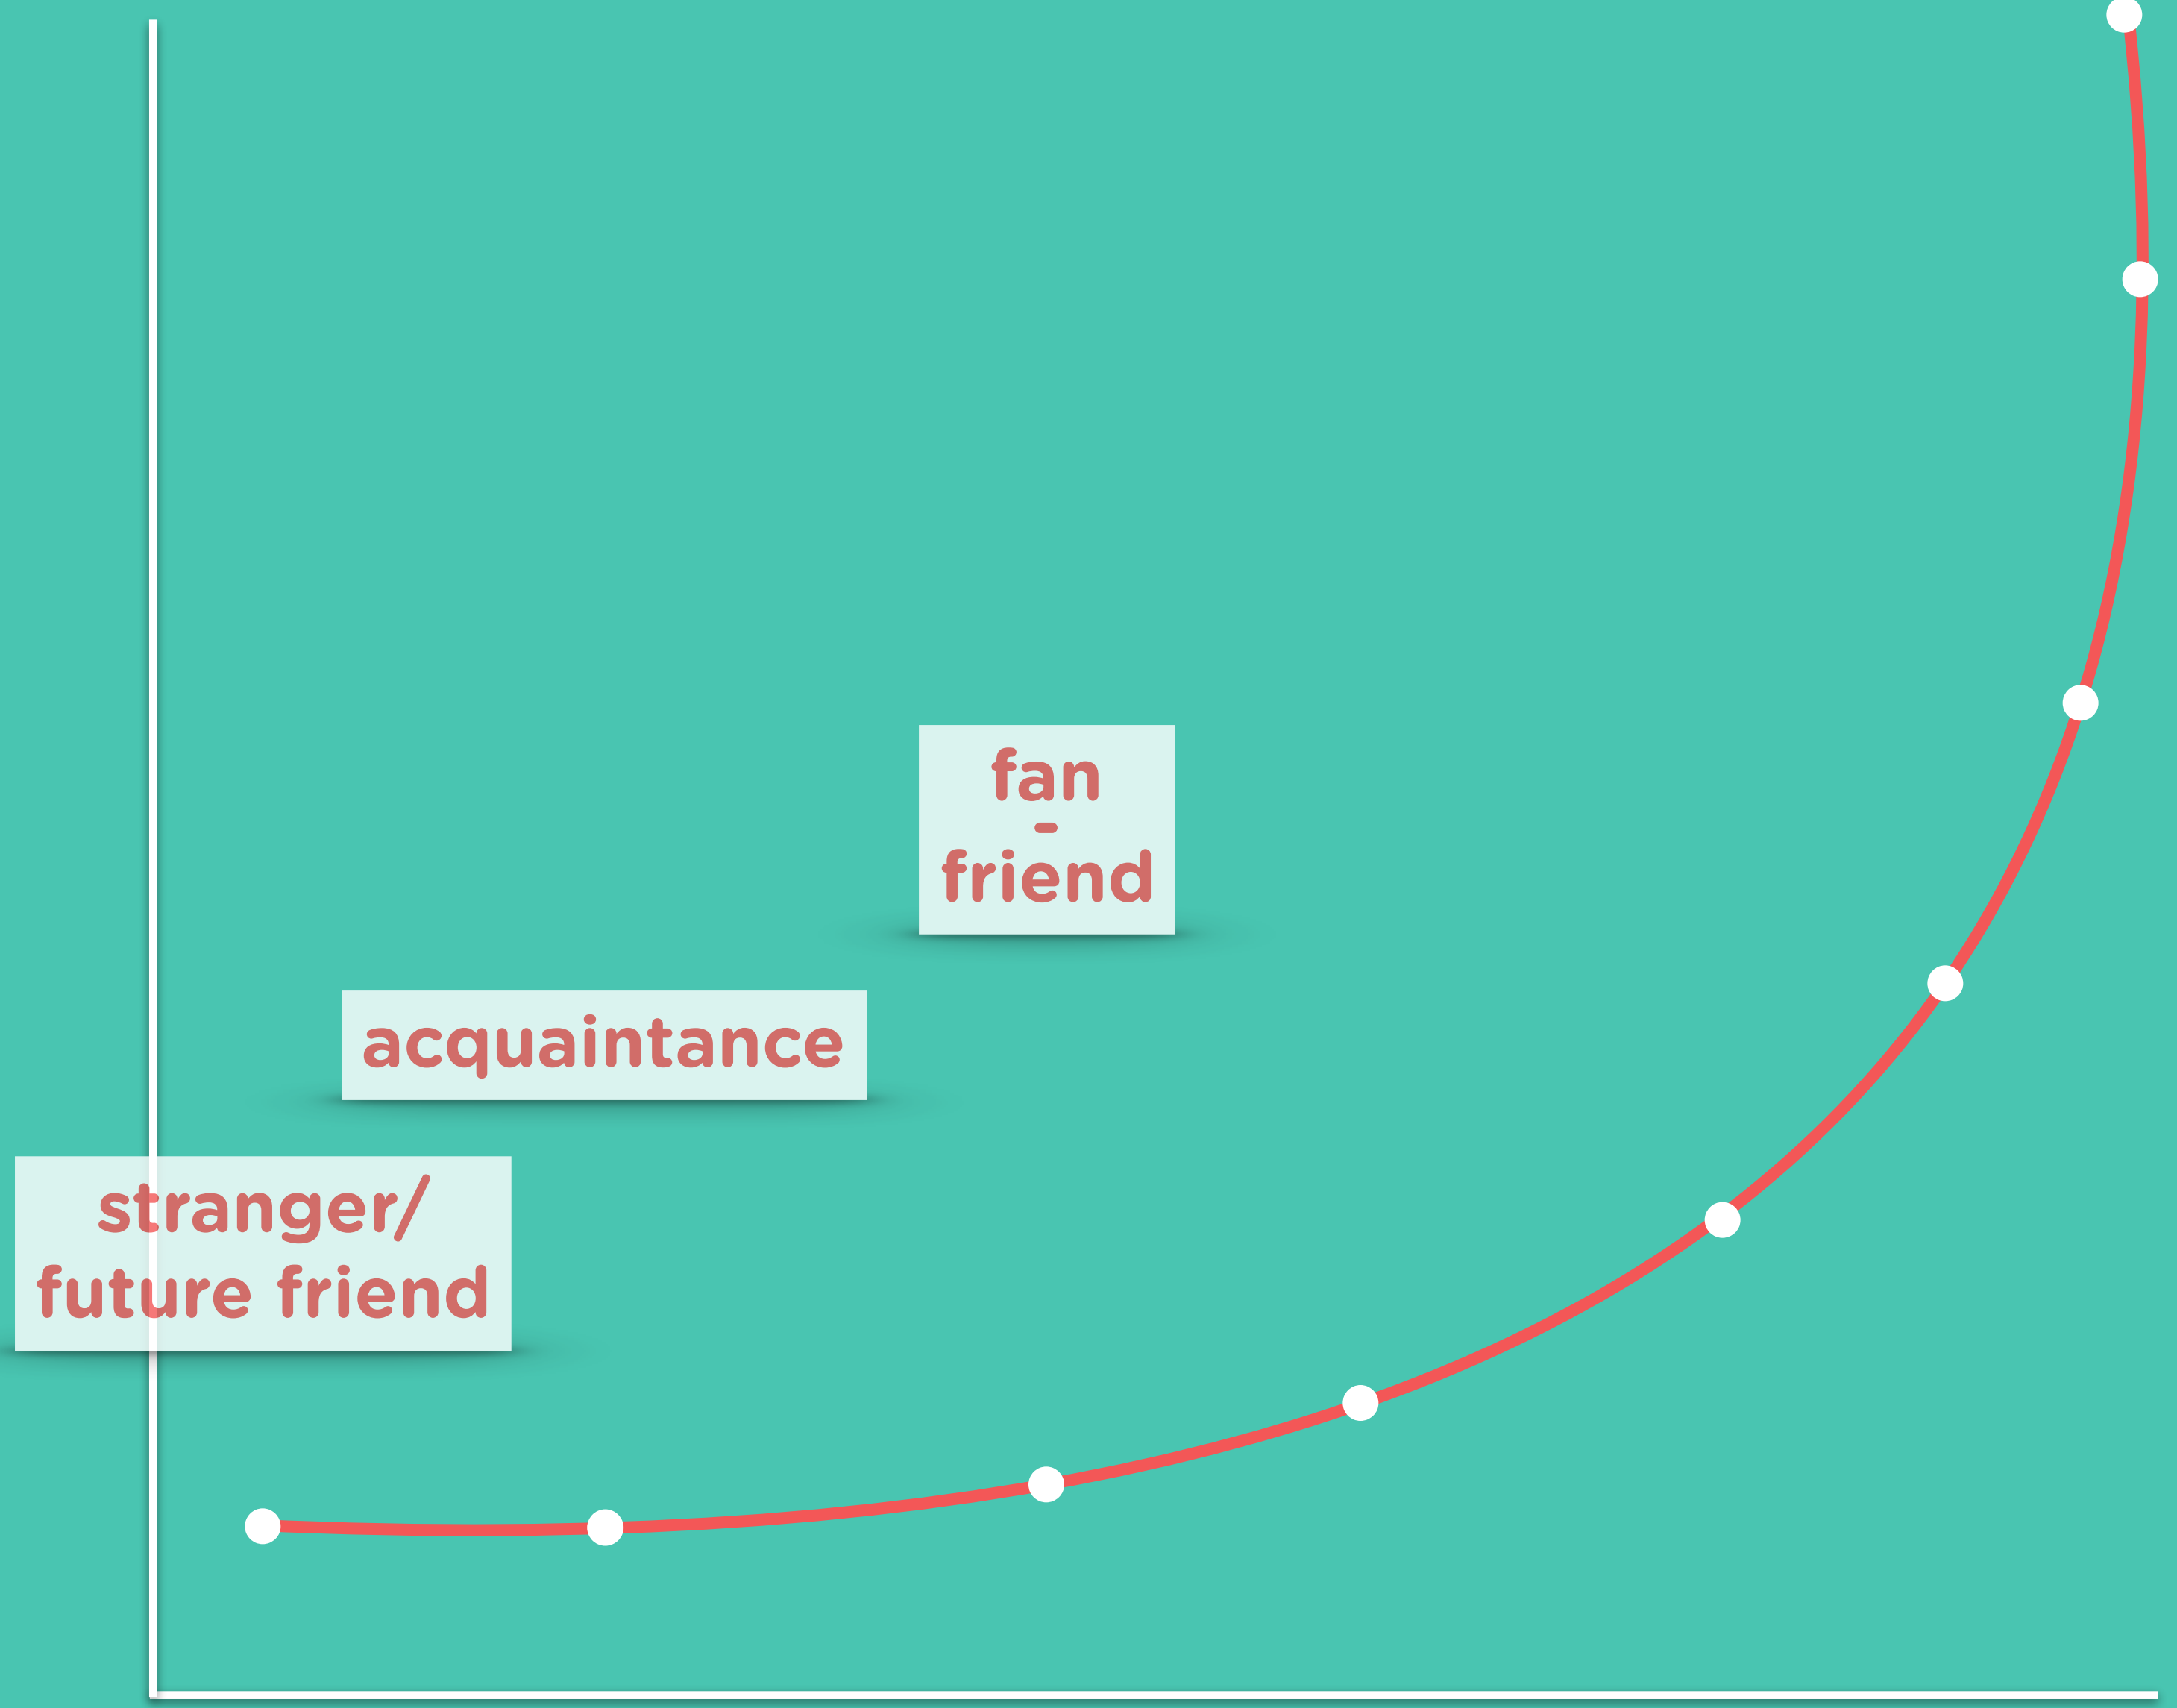 fan
-
friend
acquaintance
stranger/
future friend